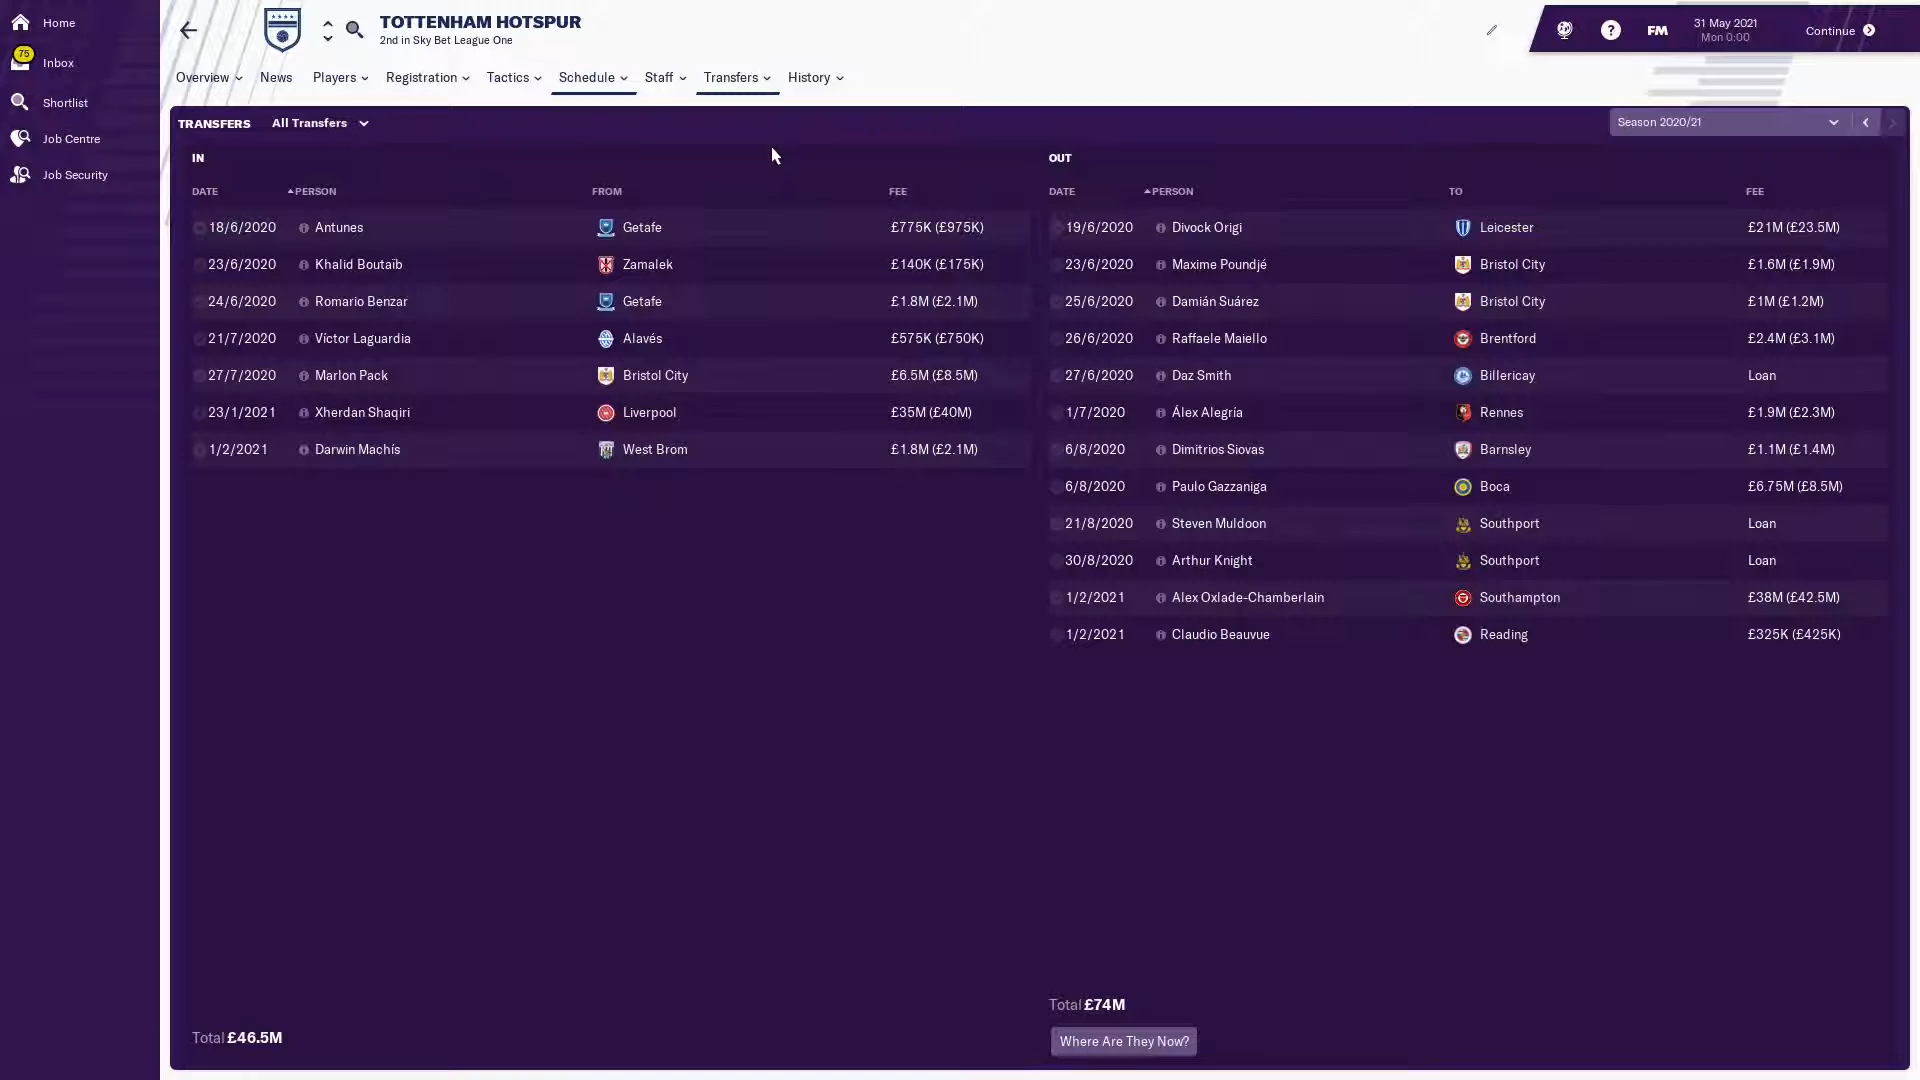 Home
75
Inbox
Shortlist
Job Centre
Job Security
TOTTENHAM HOTSPUR
2nd in Sky Bet League One
?
FM
31 May 2021
Mon 0:00
Continue
Overview
News
Players
Registration
Tactics
Schedule
Staff
Transfers
History
TRANSFERS
All Transfers
Season 2020/21
IN
DATE PERSON FROM FEE
18/6/2020 Antunes Getafe £775K (£975K)
23/6/2020 Khalid Boutaïb Zamalek £140K (£175K)
24/6/2020 Romario Benzar Getafe £1.8M (£2.1M)
21/7/2020 Víctor Laguardia Alavés £575K (£750K)
27/7/2020 Marlon Pack Bristol City £6.5M (£8.5M)
23/1/2021 Xherdan Shaqiri Liverpool £35M (£40M)
1/2/2021 Darwin Machís West Brom £1.8M (£2.1M)
Total £46.5M
OUT
DATE PERSON TO FEE
19/6/2020 Divock Origi Leicester £21M (£23.5M)
23/6/2020 Maxime Poundjé Bristol City £1.6M (£1.9M)
25/6/2020 Damián Suárez Bristol City £1M (£1.2M)
26/6/2020 Raffaele Maiello Brentford £2.4M (£3.1M)
27/6/2020 Daz Smith Billericay Loan
1/7/2020 Álex Alegría Rennes £1.9M (£2.3M)
6/8/2020 Dimitrios Siovas Barnsley £1.1M (£1.4M)
6/8/2020 Paulo Gazzaniga Boca £6.75M (£8.5M)
21/8/2020 Steven Muldoon Southport Loan
30/8/2020 Arthur Knight Southport Loan
1/2/2021 Alex Oxlade-Chamberlain Southampton £38M (£42.5M)
1/2/2021 Claudio Beauvue Reading £325K (£425K)
Total £74M
Where Are They Now?